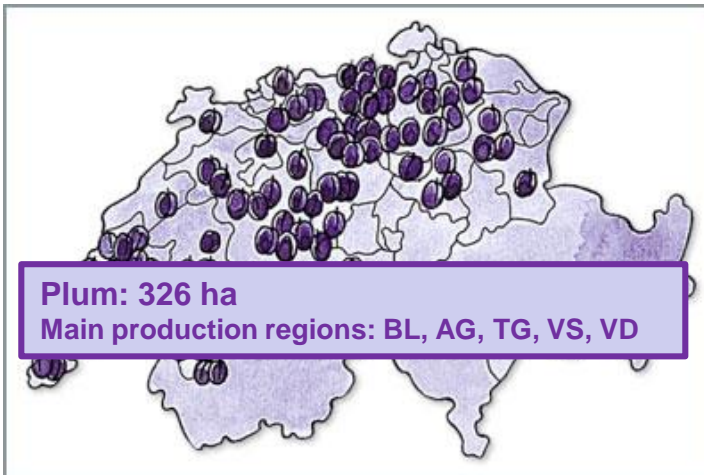 Plum: 326 ha
Main production regions: BL, AG, TG, VS, VD